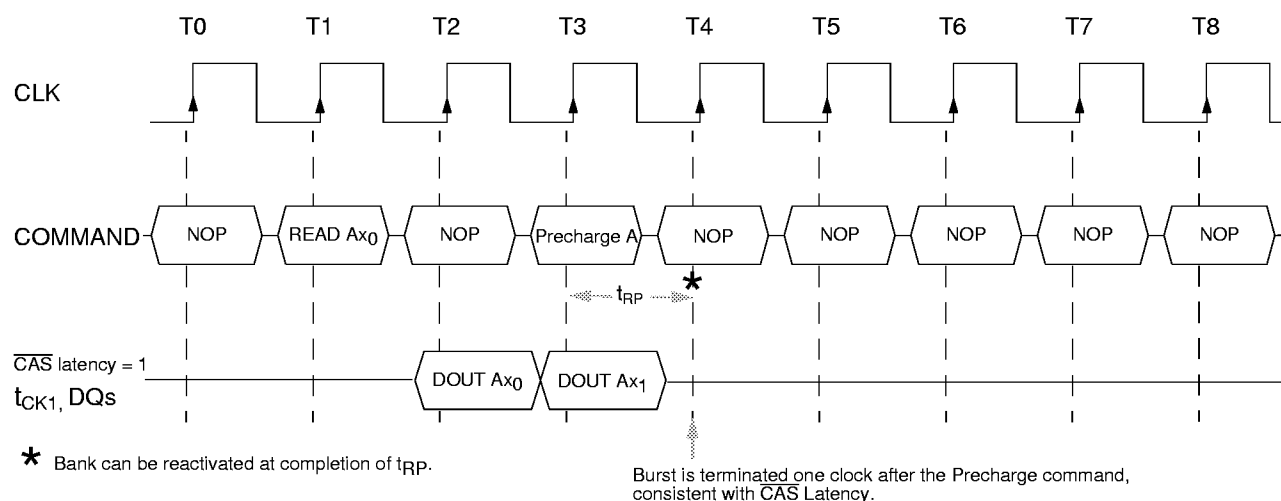 T0 T1 T2 T3 T4 T5 T6 T7 T8
CLK
COMMAND NOP READ Ax0 NOP Precharge A NOP NOP NOP NOP NOP
*
tRP
CAS latency = 1
tCK1, DQs DOUT Ax0 DOUT Ax1
* Bank can be reactivated at completion of tRP.
Burst is terminated one clock after the Precharge command,
consistent with CAS Latency.